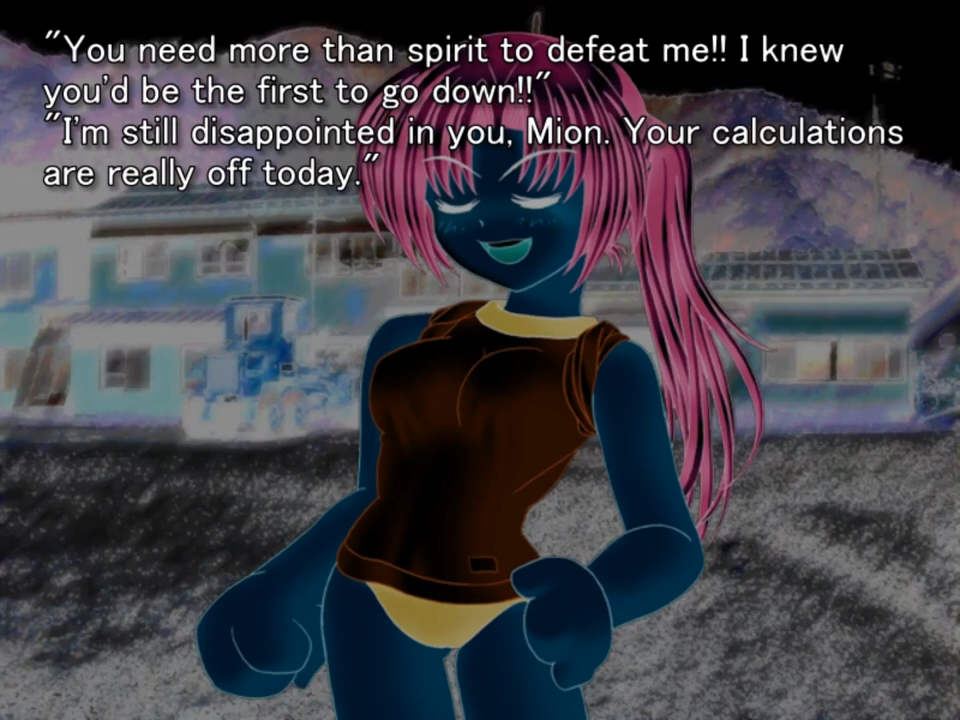 "You need more than spirit to defeat me!! I knew
you'd be the first to go down!!"
"I'm still disappointed in you, Mion. Your calculations
are really off today."